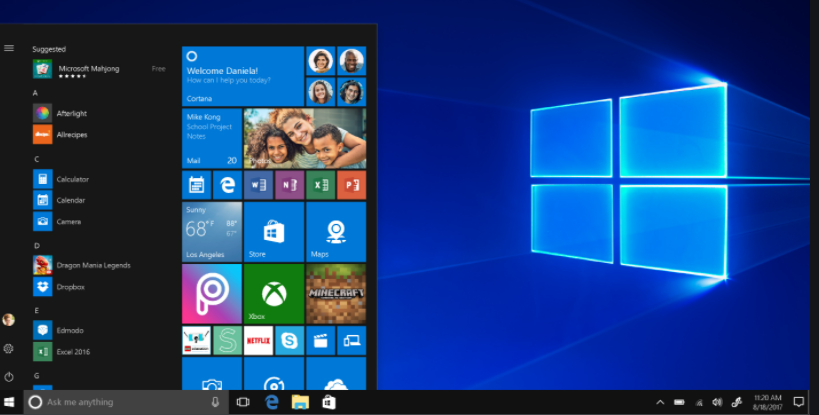 Suggested
Microsoft Mahjong
Free
A
Afterlight
Allrecipes
C
Calculator
Calendar
Camera
D
Dragon Mania Legends
Dropbox
E
Edmodo
Excel 2016
G
Welcome Daniela!
How can I help you today?
Cortana
Mike Kong
School Project
Notes
Mail 20
Photos
Sunny
68°F 88°
67°
Los Angeles
Store
Maps
Xbox
MINECRAFT
NETFLIX
Ask me anything
11:20 AM
8/18/2017